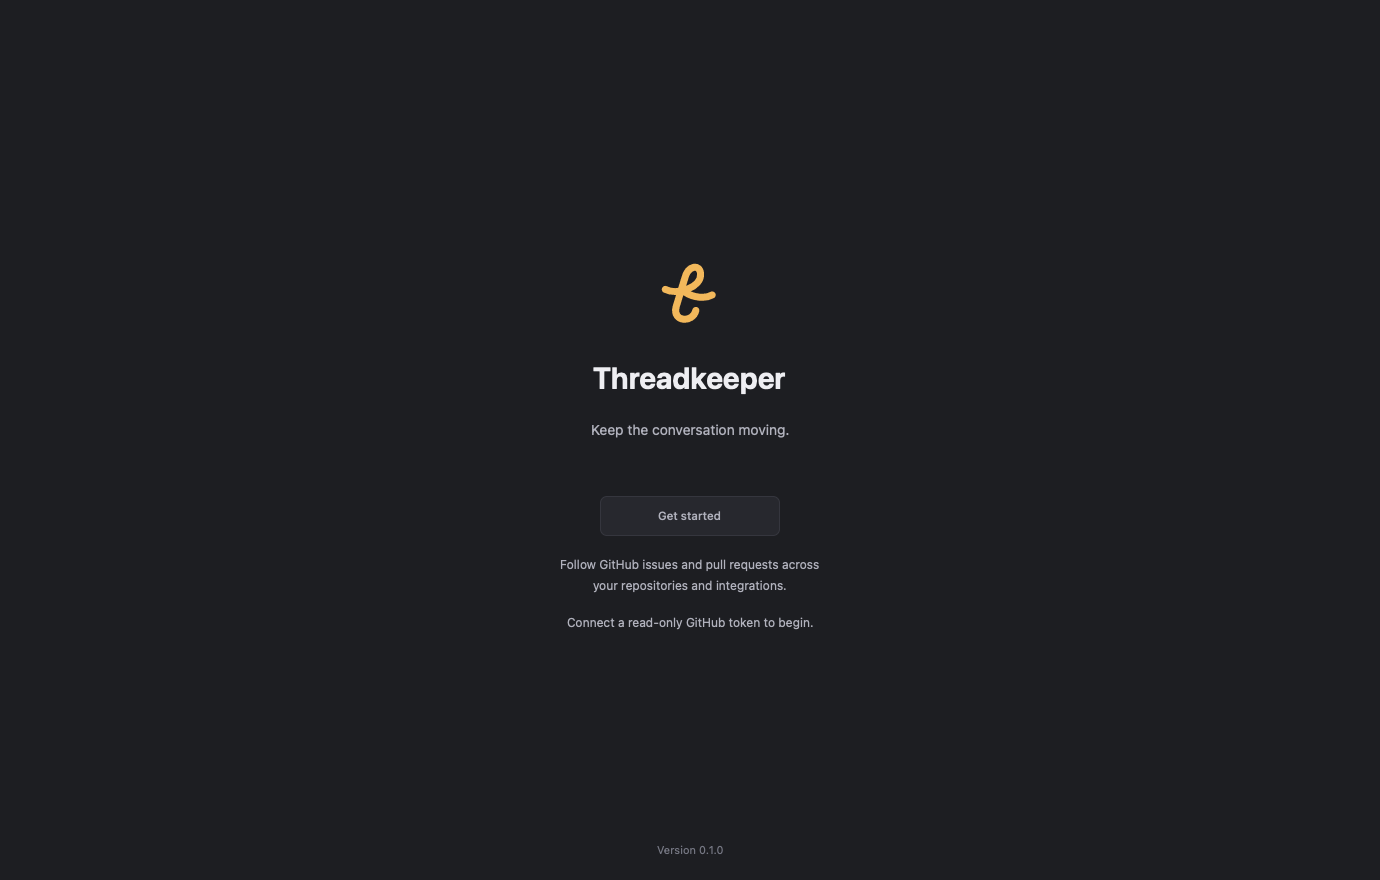 Threadkeeper
Keep the conversation moving.
Get started
Follow GitHub issues and pull requests across
your repositories and integrations.
Connect a read-only GitHub token to begin.
Version 0.1.0